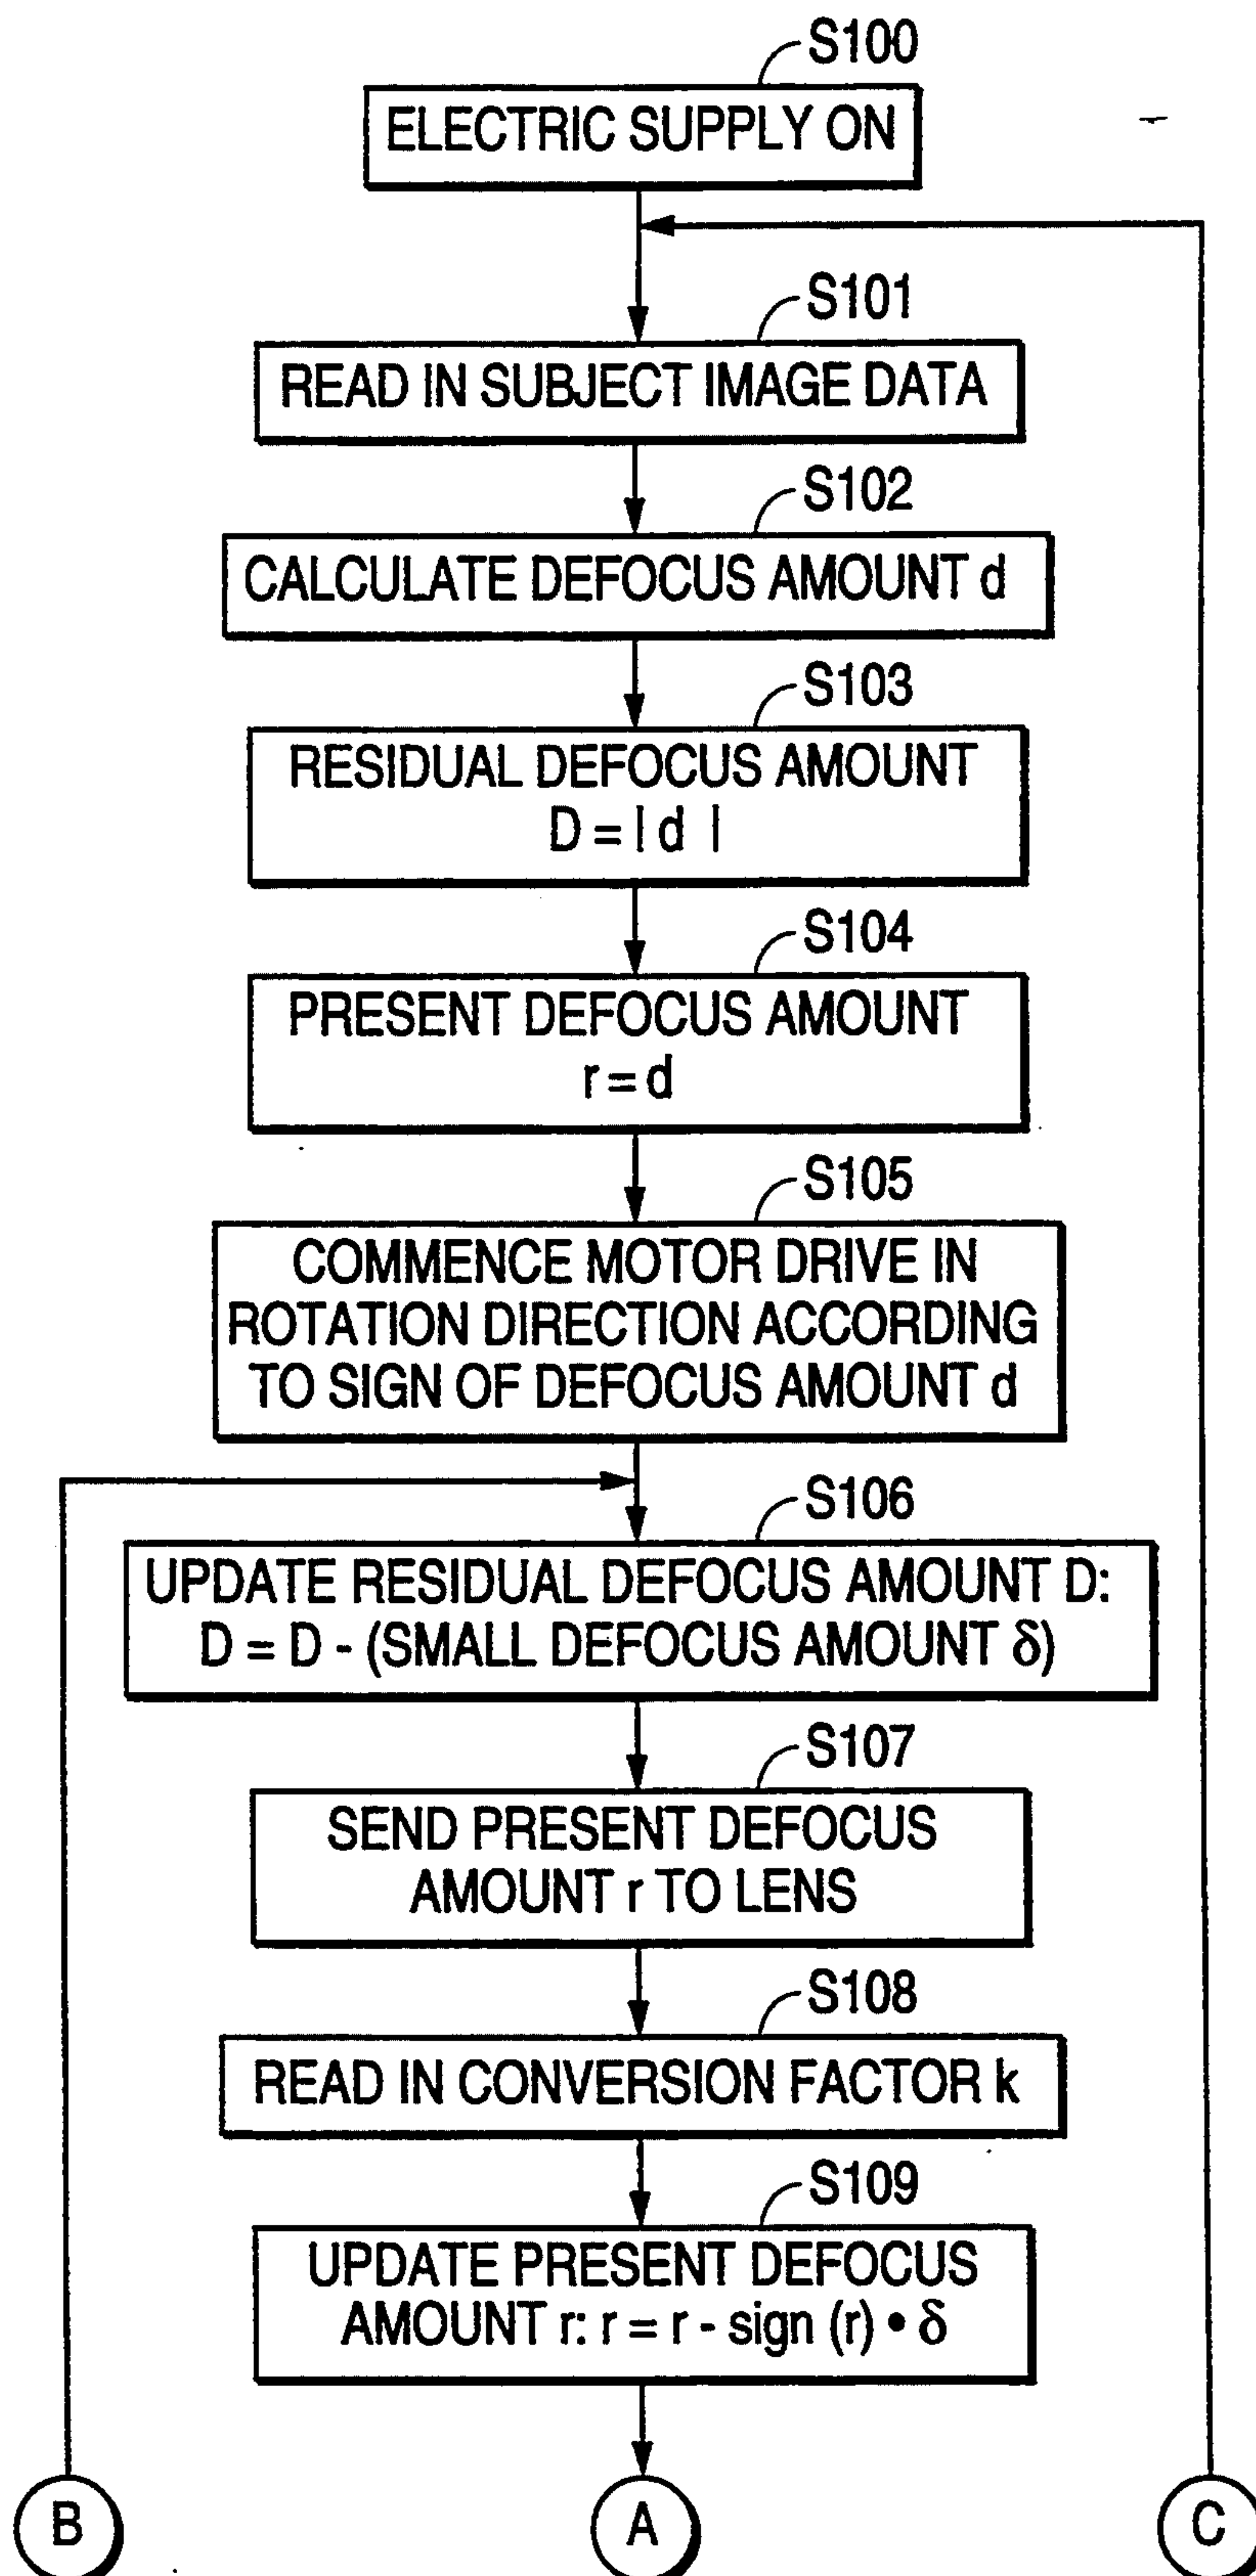 S100
ELECTRIC SUPPLY ON
S101
READ IN SUBJECT IMAGE DATA
S102
CALCULATE DEFOCUS AMOUNT d
S103
RESIDUAL DEFOCUS AMOUNT
D = | d |
S104
PRESENT DEFOCUS AMOUNT
r = d
S105
COMMENCE MOTOR DRIVE IN
ROTATION DIRECTION ACCORDING
TO SIGN OF DEFOCUS AMOUNT d
S106
UPDATE RESIDUAL DEFOCUS AMOUNT D:
D = D - (SMALL DEFOCUS AMOUNT δ)
S107
SEND PRESENT DEFOCUS
AMOUNT r TO LENS
S108
READ IN CONVERSION FACTOR k
S109
UPDATE PRESENT DEFOCUS
AMOUNT r: r = r - sign (r) • δ
B
A
C